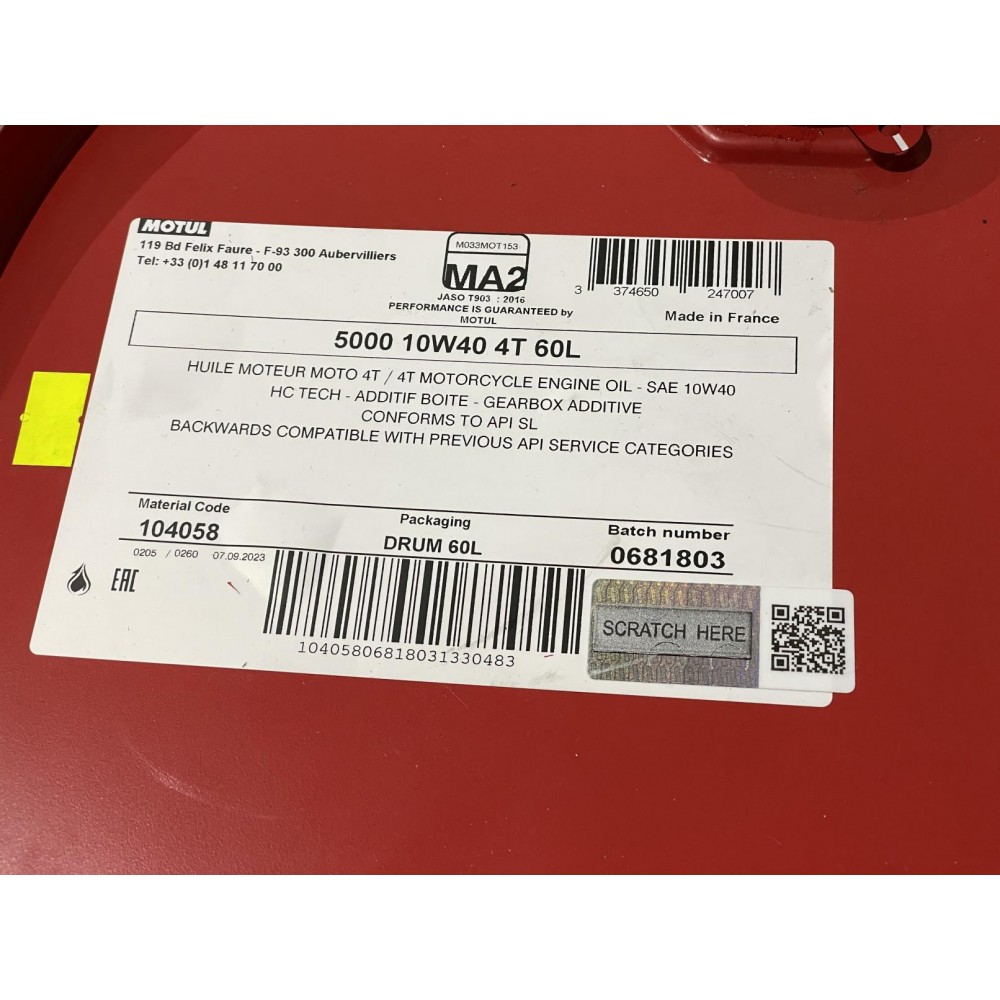 MOTUL
119 Bd Felix Faure - F-93 300 Aubervilliers
Tel: +33 (0)1 48 11 70 00
M033MOT153
MA2
JASO T903 : 2016
PERFORMANCE IS GUARANTEED by
MOTUL
3 374650 247007
Made in France
5000 10W40 4T 60L
HUILE MOTEUR MOTO 4T / 4T MOTORCYCLE ENGINE OIL - SAE 10W40
HC TECH - ADDITIF BOITE - GEARBOX ADDITIVE
CONFORMS TO API SL
BACKWARDS COMPATIBLE WITH PREVIOUS API SERVICE CATEGORIES
Material Code
104058
Packaging
DRUM 60L
Batch number
0681803
0205 / 0260 07.09.2023
EAC
10405806818031330483
SCRATCH HERE